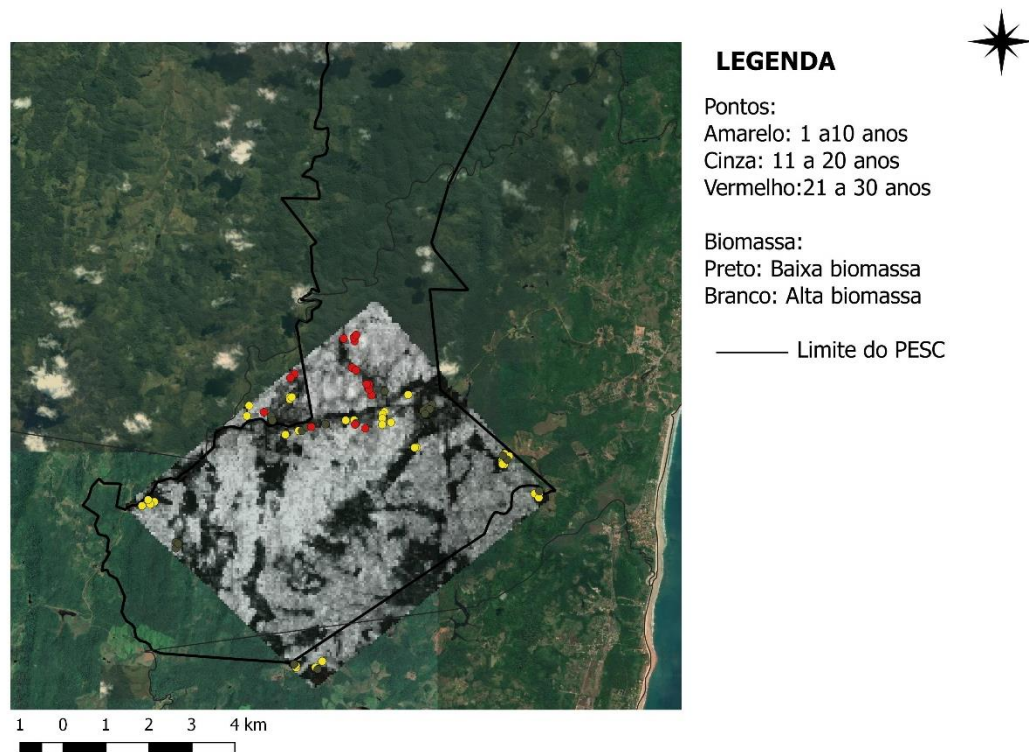 LEGENDA
Pontos:
Amarelo: 1 a10 anos
Cinza: 11 a 20 anos
Vermelho:21 a 30 anos
Biomassa:
Preto: Baixa biomassa
Branco: Alta biomassa
Limite do PESC
1 0 1 2 3 4 km